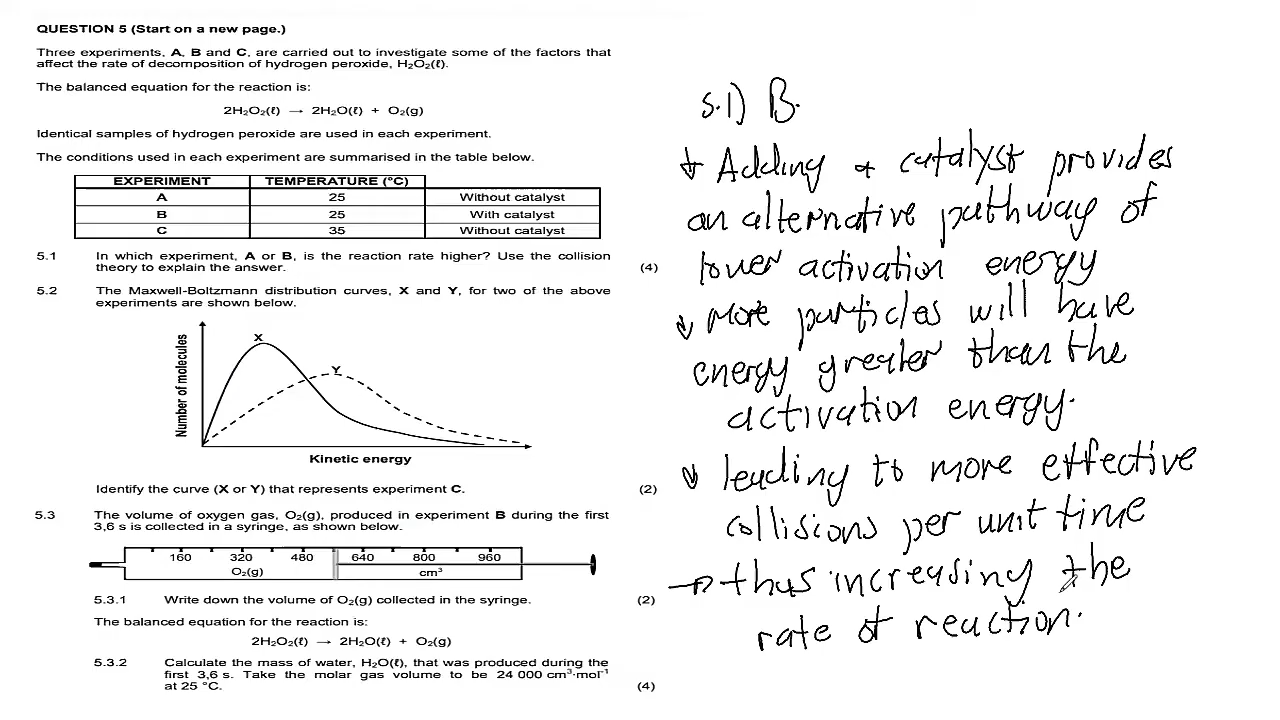 QUESTION 5 (Start on a new page.)
Three experiments, A, B and C, are carried out to investigate some of the factors that
affect the rate of decomposition of hydrogen peroxide, H₂O₂(ℓ).
The balanced equation for the reaction is:
2H₂O₂(ℓ) → 2H₂O(ℓ) + O₂(g)
Identical samples of hydrogen peroxide are used in each experiment.
The conditions used in each experiment are summarised in the table below.
EXPERIMENT TEMPERATURE (°C)
A 25 Without catalyst
B 25 With catalyst
C 35 Without catalyst
5.1 In which experiment, A or B, is the reaction rate higher? Use the collision
theory to explain the answer. (4)
5.2 The Maxwell-Boltzmann distribution curves, X and Y, for two of the above
experiments are shown below.
X
Y
Number of molecules
Kinetic energy
Identify the curve (X or Y) that represents experiment C. (2)
5.3 The volume of oxygen gas, O₂(g), produced in experiment B during the first
3,6 s is collected in a syringe, as shown below.
160 320 480 640 800 960
O₂(g) cm³
5.3.1 Write down the volume of O₂(g) collected in the syringe. (2)
The balanced equation for the reaction is:
2H₂O₂(ℓ) → 2H₂O(ℓ) + O₂(g)
5.3.2 Calculate the mass of water, H₂O(ℓ), that was produced during the
first 3,6 s. Take the molar gas volume to be 24 000 cm³·mol⁻¹
at 25 °C. (4)
5.1) B.
↓ Adding a catalyst provides
an alternative pathway of
lower activation energy
↓ More particles will have
energy greater than the
activation energy.
↓ leading to more effective
collisions per unit time
→ thus increasing the
rate of reaction.